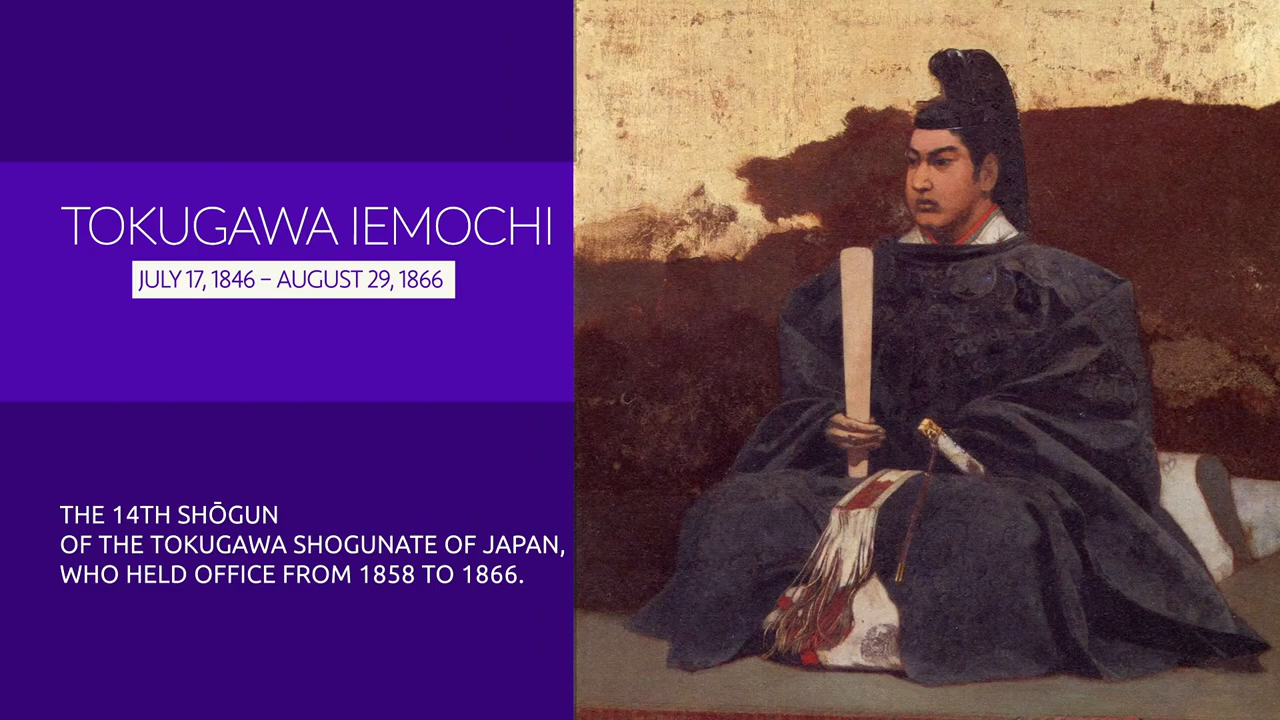 TOKUGAWA IEMOCHI
JULY 17, 1846 – AUGUST 29, 1866
THE 14TH SHŌGUN
OF THE TOKUGAWA SHOGUNATE OF JAPAN,
WHO HELD OFFICE FROM 1858 TO 1866.